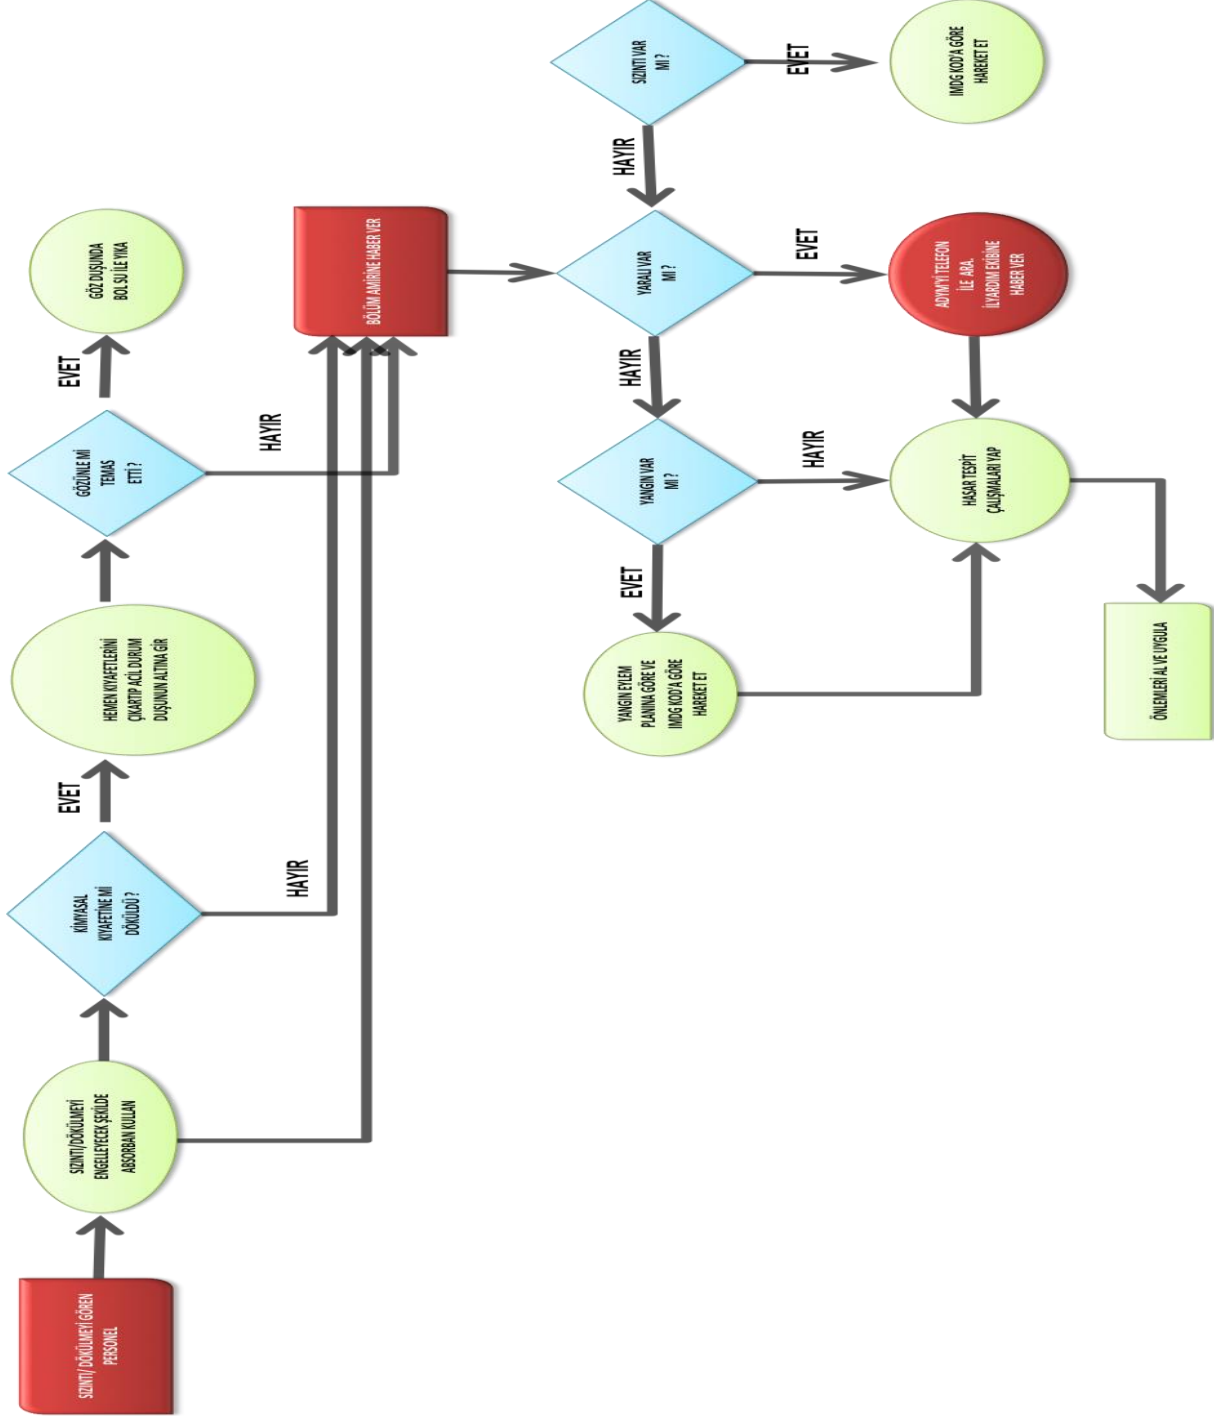 SIZINTI/ DÖKÜLMEYİ GÖREN
PERSONEL
SIZINTI/DÖKÜLMEYİ
ENGELLEYECEK ŞEKİLDE
ABSORBAN KULLAN
KİMYASAL
KIYAFETİNE Mİ
DÖKÜLDÜ ?
EVET
HAYIR
HEMEN KIYAFETLERİNİ
ÇIKARTIP ACİL DURUM
DUŞUNUN ALTINA GİR
GÖZÜNLE Mİ
TEMAS
ETTİ ?
EVET
HAYIR
GÖZ DUŞUNDA
BOL SU İLE YIKA
BÖLÜM AMİRİNE HABER VER
YANGIN EYLEM
PLANINA GÖRE VE
IMDG KOD'A GÖRE
HAREKET ET
EVET
YANGIN VAR
MI ?
HAYIR
HAYIR
YARALI VAR
MI ?
EVET
HAYIR
SIZINTI VAR
MI ?
EVET
IMDG KOD'A GÖRE
HAREKET ET
ADYM'Yİ TELEFON
İLE ARA.
İLYARDIM EKİBİNE
HABER VER
HASAR TESPİT
ÇALIŞMALARI YAP
ÖNLEMLERİ AL VE UYGULA